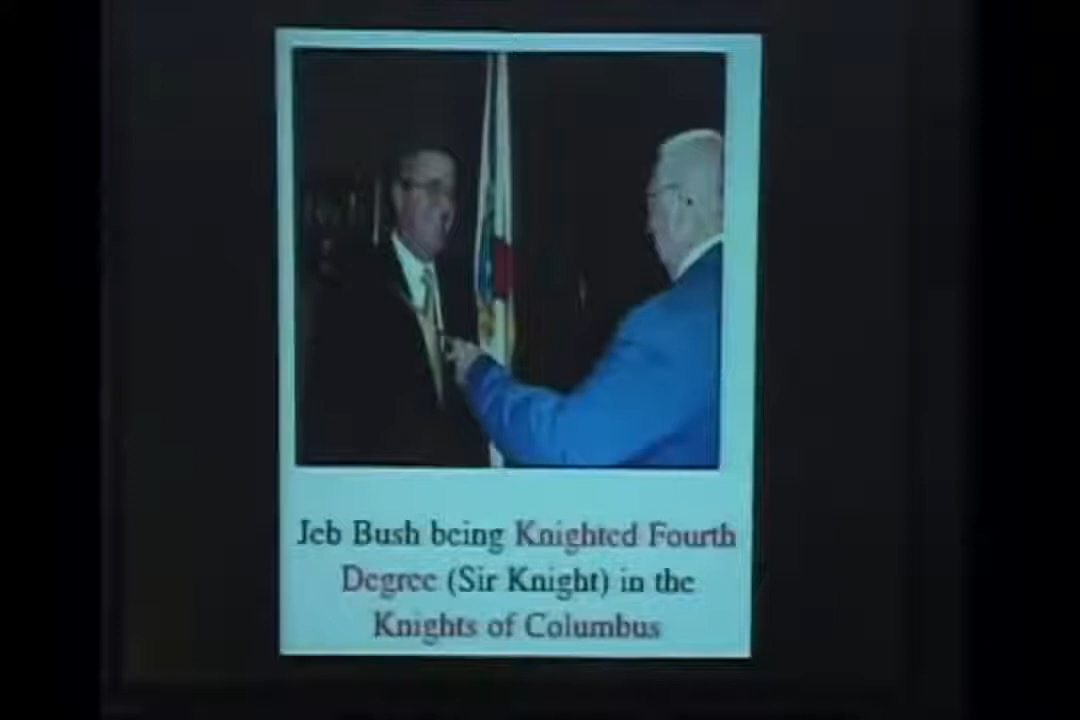 Jeb Bush being Knighted Fourth
Degree (Sir Knight) in the
Knights of Columbus